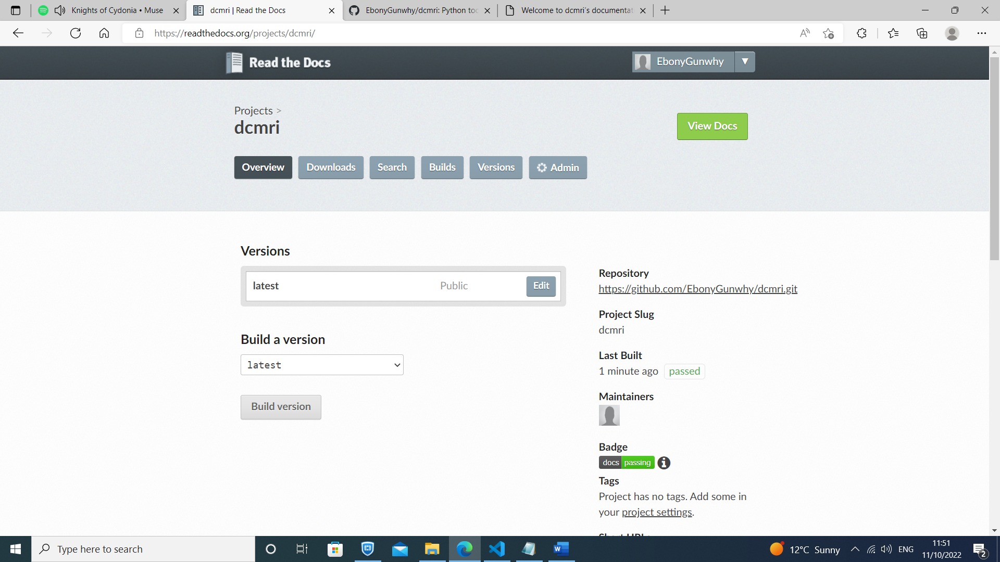 Knights of Cydonia • Muse
dcmri | Read the Docs
EbonyGunwhy/dcmri: Python too
Welcome to dcmri's documentat
https://readthedocs.org/projects/dcmri/
Read the Docs
EbonyGunwhy
Projects >
dcmri
View Docs
Overview
Downloads
Search
Builds
Versions
Admin
Versions
latest
Public
Edit
Build a version
latest
Build version
Repository
https://github.com/EbonyGunwhy/dcmri.git
Project Slug
dcmri
Last Built
1 minute ago passed
Maintainers
Badge
docs passing
Tags
Project has no tags. Add some in
your project settings.
Type here to search
12°C Sunny
ENG
11:51
11/10/2022
2